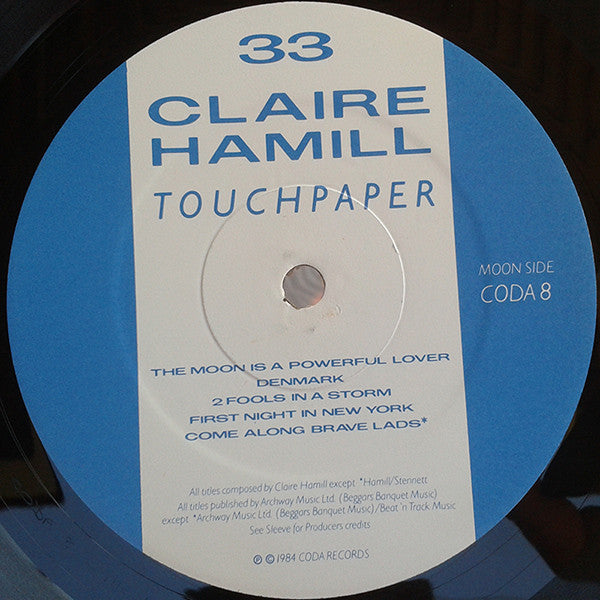 33
CLAIRE
HAMILL
TOUCHPAPER
MOON SIDE
CODA 8
THE MOON IS A POWERFUL LOVER
DENMARK
2 FOOLS IN A STORM
FIRST NIGHT IN NEW YORK
COME ALONG BRAVE LADS*
All titles composed by Claire Hamill except *Hamill/Stennett
All titles published by Archway Music Ltd. (Beggars Banquet Music)
except *Archway Music Ltd. (Beggars Banquet Music)/Beat 'n Track Music
See Sleeve for Producers credits
℗ © 1984 CODA RECORDS